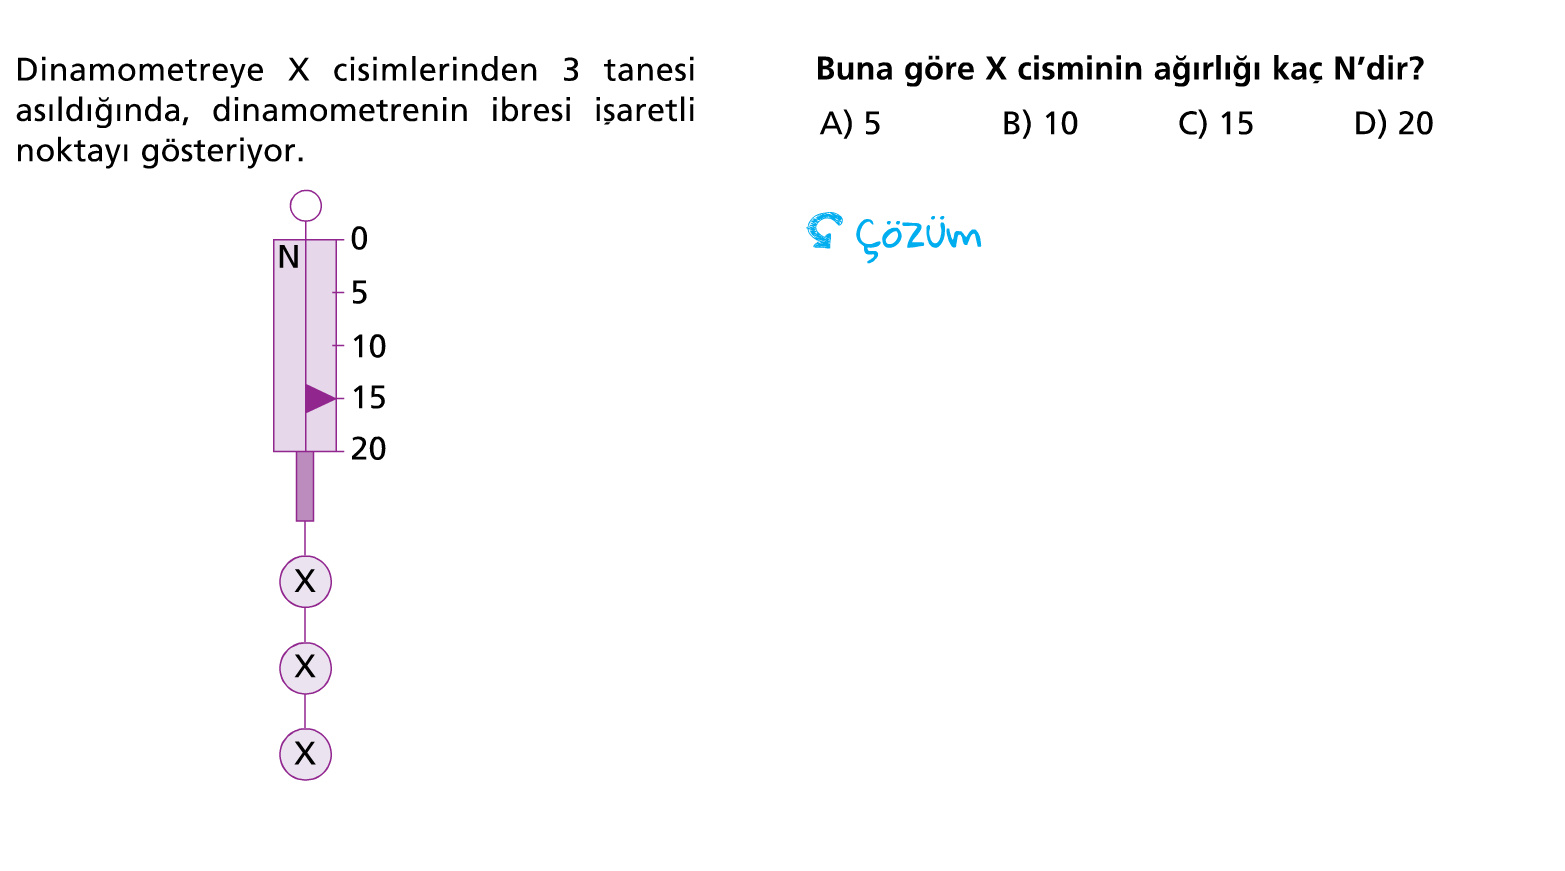 Dinamometreye X cisimlerinden 3 tanesi
asıldığında, dinamometrenin ibresi işaretli
noktayı gösteriyor.
N
0
5
10
15
20
X
X
X
Buna göre X cisminin ağırlığı kaç N’dir?
A) 5 B) 10 C) 15 D) 20
Çözüm